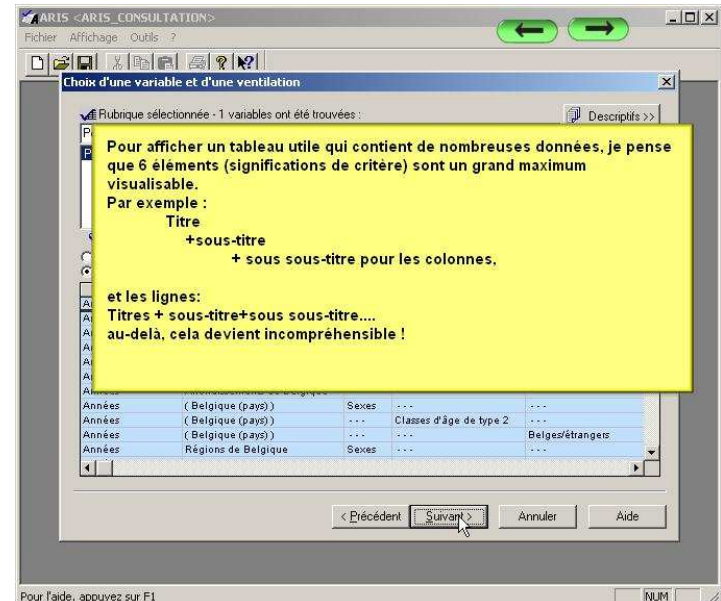 ARIS <ARIS_CONSULTATION>
Fichier Affichage Outils ?
Choix d'une variable et d'une ventilation
Rubrique sélectionnée - 1 variables ont été trouvées :
Descriptifs >>
Pour afficher un tableau utile qui contient de nombreuses données, je pense
que 6 éléments (significations de critère) sont un grand maximum
visualisable.
Par exemple :
Titre
+sous-titre
+ sous sous-titre pour les colonnes,
et les lignes:
Titres + sous-titre+sous sous-titre....
au-delà, cela devient incompréhensible !
Années ( Belgique (pays) ) Sexes - - - - - -
Années ( Belgique (pays) ) - - - Classes d'âge de type 2 - - -
Années ( Belgique (pays) ) - - - - - - Belges/étrangers
Années Régions de Belgique Sexes - - - - - -
< Précédent Suivant > Annuler Aide
Pour l'aide, appuyez sur F1 NUM